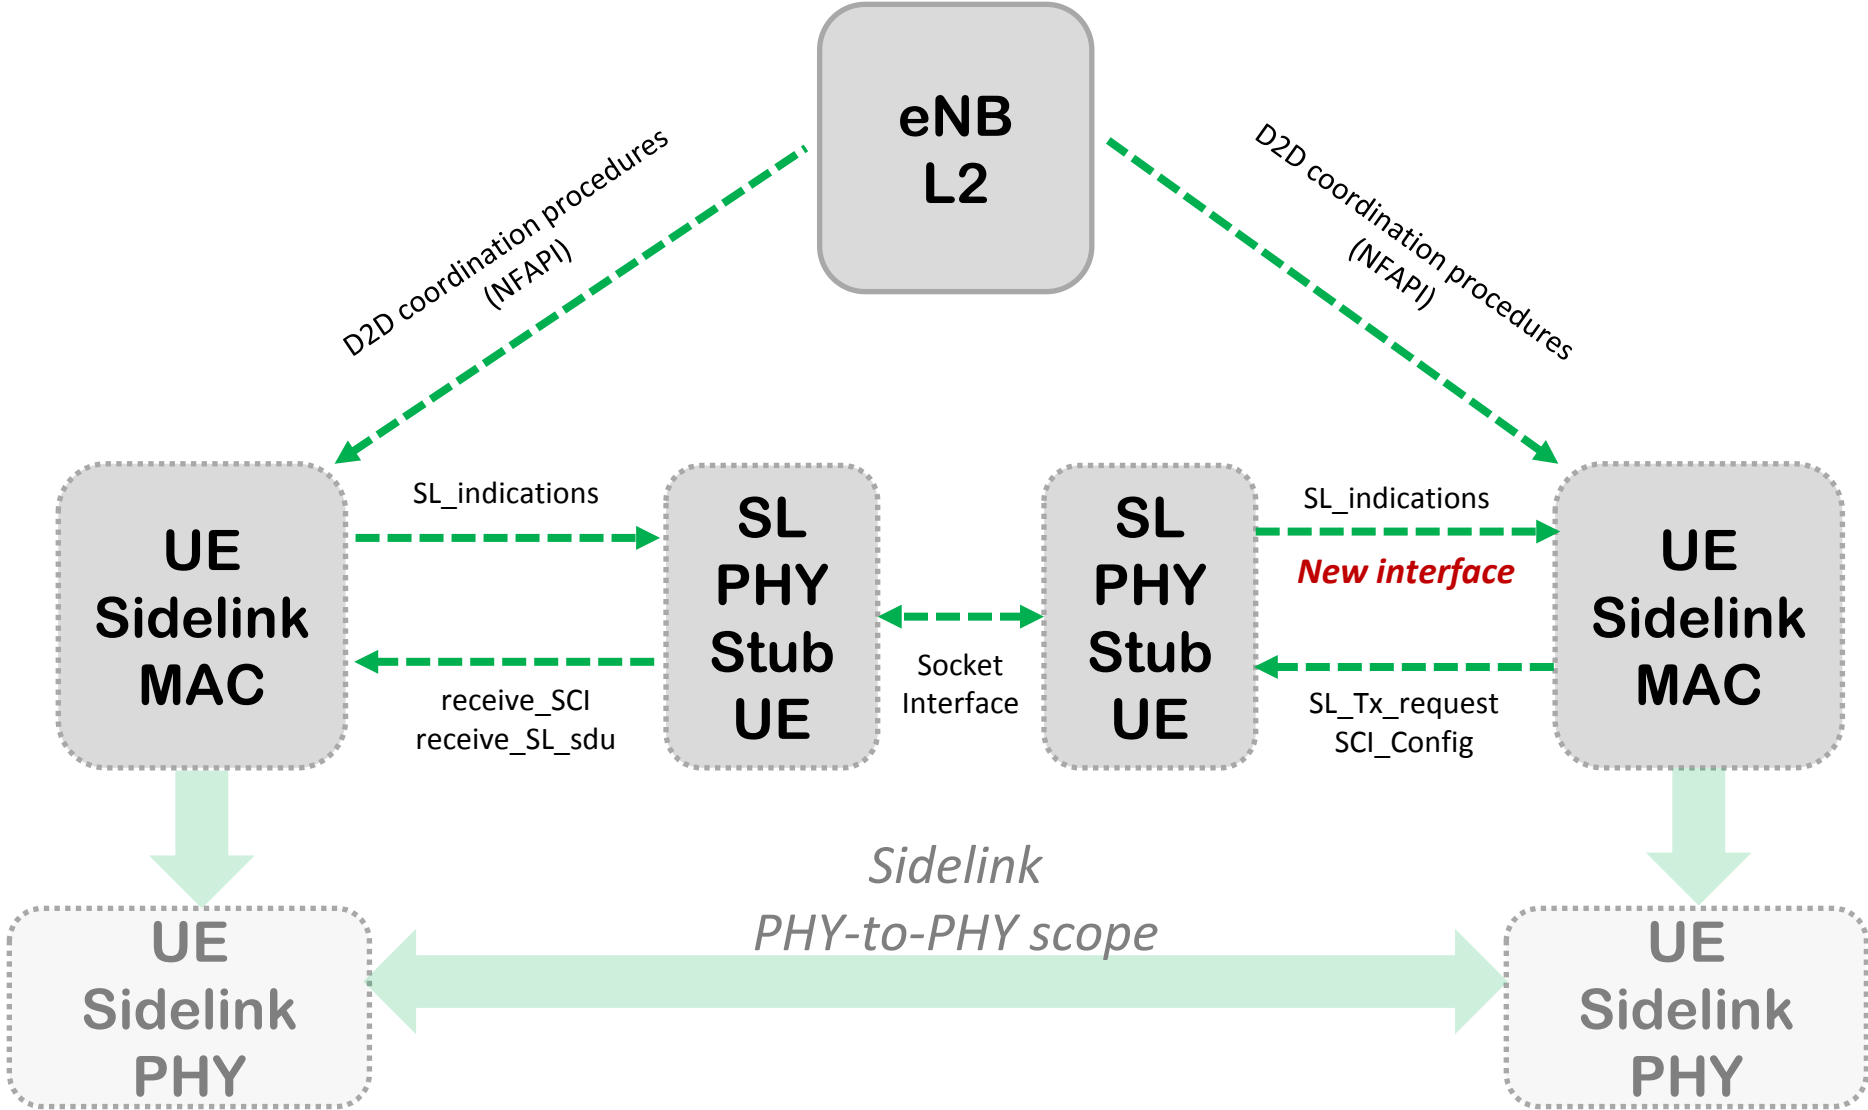 eNB
L2
D2D coordination procedures
(NFAPI)
D2D coordination procedures
(NFAPI)
UE
Sidelink
MAC
SL_indications
receive_SCI
receive_SL_sdu
SL
PHY
Stub
UE
Socket
Interface
SL
PHY
Stub
UE
SL_indications
New interface
SL_Tx_request
SCI_Config
UE
Sidelink
MAC
Sidelink
PHY-to-PHY scope
UE
Sidelink
PHY
UE
Sidelink
PHY